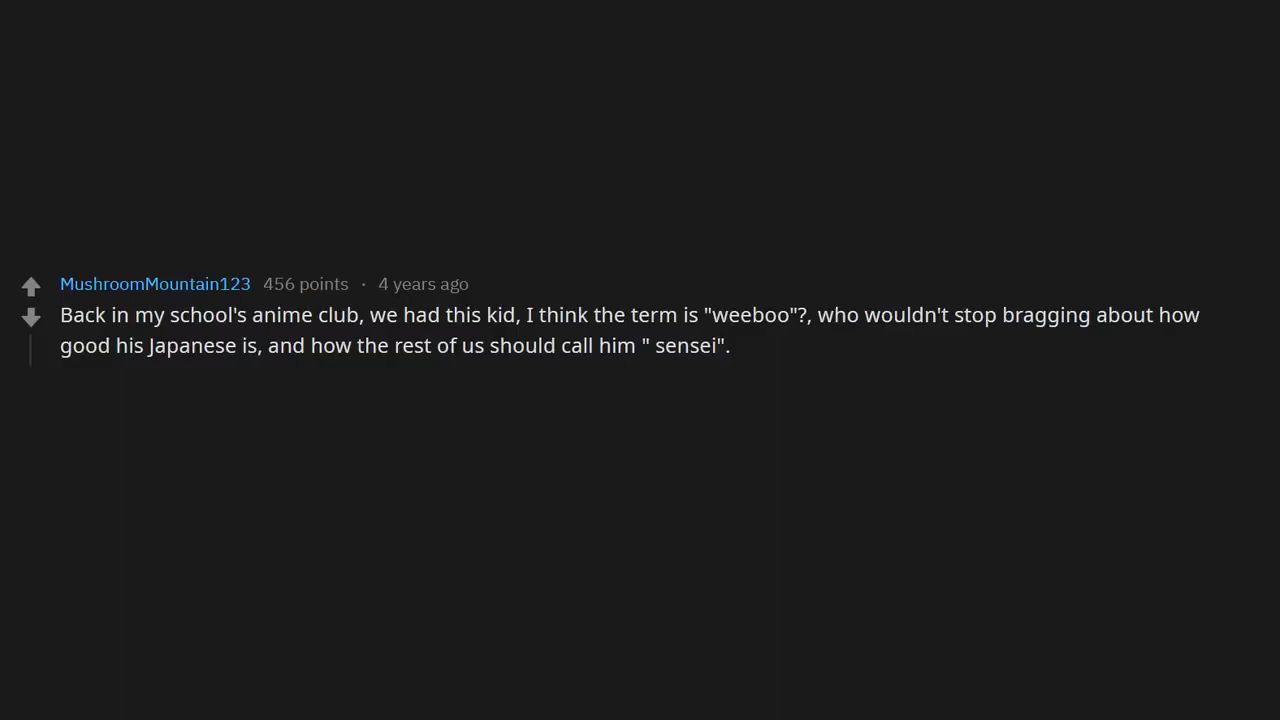 MushroomMountain123 456 points · 4 years ago
Back in my school's anime club, we had this kid, I think the term is "weeboo"?, who wouldn't stop bragging about how
good his Japanese is, and how the rest of us should call him " sensei".